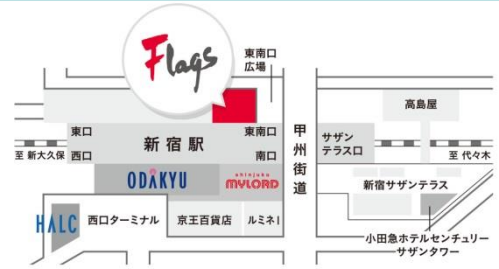 Flags
東南口
広場
高島屋
東口
新宿駅
東南口
甲州街道
サザン
テラス口
至 新大久保
西口
南口
至 代々木
ODAKYU
shinjuku
MYLORD
新宿サザンテラス
HALC
西口ターミナル
京王百貨店
ルミネ1
小田急ホテルセンチュリー
サザンタワー